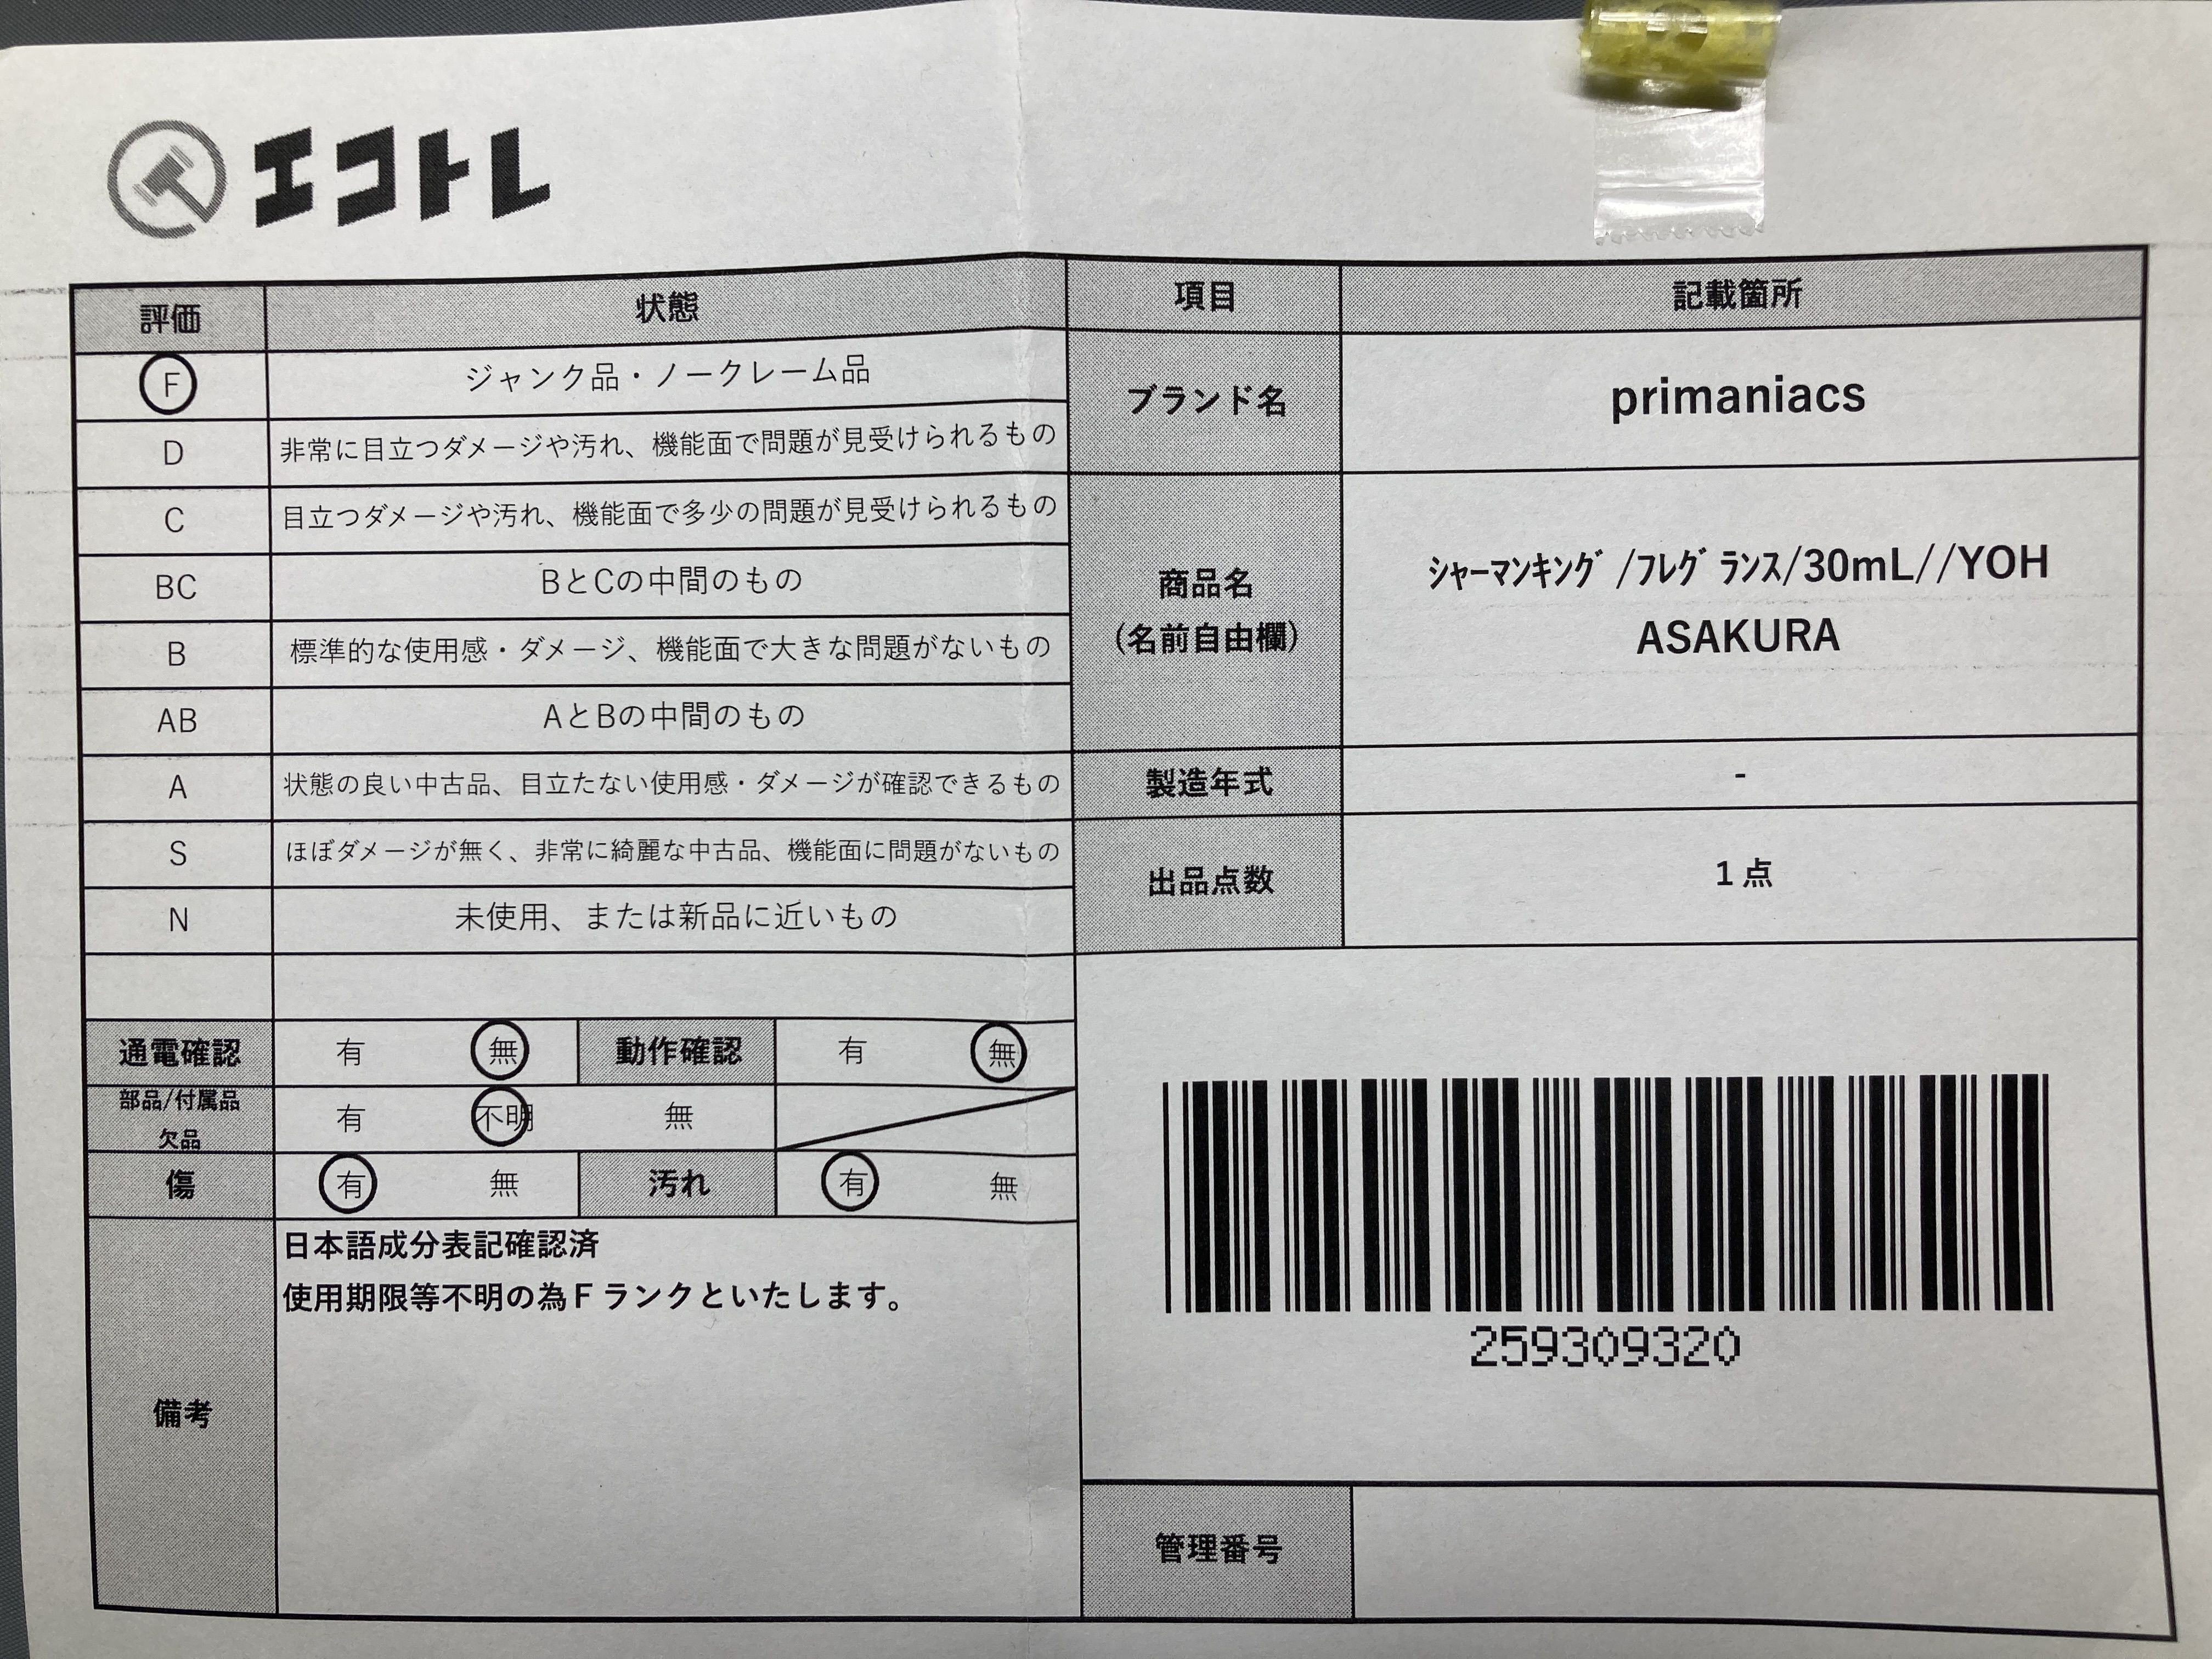 エコトレ
評価 状態
F ジャンク品・ノークレーム品
D 非常に目立つダメージや汚れ、機能面で問題が見受けられるもの
C 目立つダメージや汚れ、機能面で多少の問題が見受けられるもの
BC BとCの中間のもの
B 標準的な使用感・ダメージ、機能面で大きな問題がないもの
AB AとBの中間のもの
A 状態の良い中古品、目立たない使用感・ダメージが確認できるもの
S ほぼダメージが無く、非常に綺麗な中古品、機能面に問題がないもの
N 未使用、または新品に近いもの
通電確認 有 無 動作確認 有 無
部品/付属品
欠品 有 不明 無
傷 有 無 汚れ 有 無
備考
日本語成分表記確認済
使用期限等不明の為Fランクといたします。
項目 記載箇所
ブランド名 primaniacs
商品名
(名前自由欄)
ｼｬｰﾏﾝｷﾝｸﾞ/ﾌﾚｸﾞﾗﾝｽ/30mL//YOH
ASAKURA
製造年式 -
出品点数 1点
259309320
管理番号